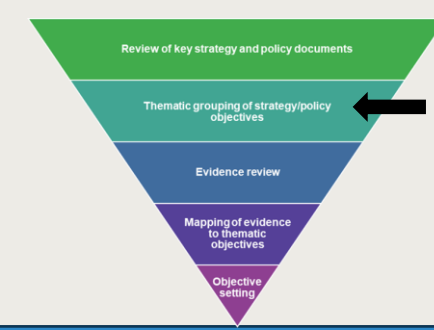 Review of key strategy and policy documents
Thematic grouping of strategy/policy
objectives
Evidence review
Mapping of evidence
to thematic
objectives
Objective
setting